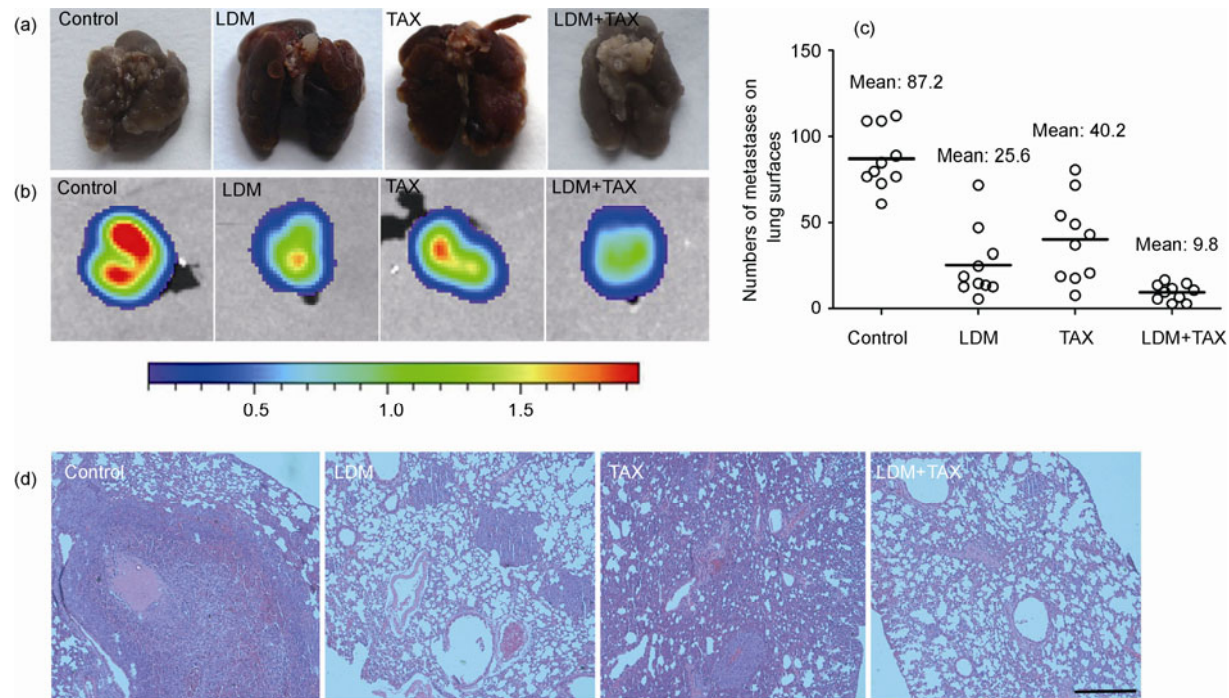 (a)
Control
LDM
TAX
LDM+TAX
(b)
Control
LDM
TAX
LDM+TAX
0.5
1.0
1.5
(c)
Numbers of metastases on
lung surfaces
150
100
50
0
Mean: 87.2
Mean: 25.6
Mean: 40.2
Mean: 9.8
Control
LDM
TAX
LDM+TAX
(d)
Control
LDM
TAX
LDM+TAX